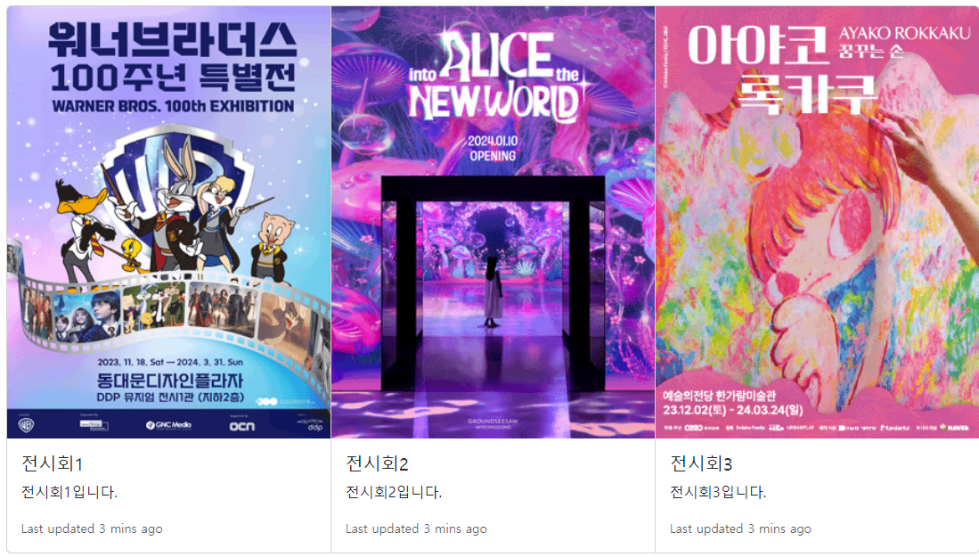 워너브라더스
100주년 특별전
WARNER BROS. 100th EXHIBITION
2023. 11. 18. Sat — 2024. 3. 31. Sun
동대문디자인플라자
DDP 뮤지엄 전시1관 (지하2층)
GNC Media
OCN
ddp
into ALICE the
NEW WORLD
2024.01.10
OPENING
GROUNDSEESAW
아야코
록카쿠
AYAKO ROKKAKU
꿈꾸는 손
예술의전당 한가람미술관
23.12.02(토) - 24.03.24(일)
NAVER
전시회1
전시회1입니다.
Last updated 3 mins ago
전시회2
전시회2입니다.
Last updated 3 mins ago
전시회3
전시회3입니다.
Last updated 3 mins ago